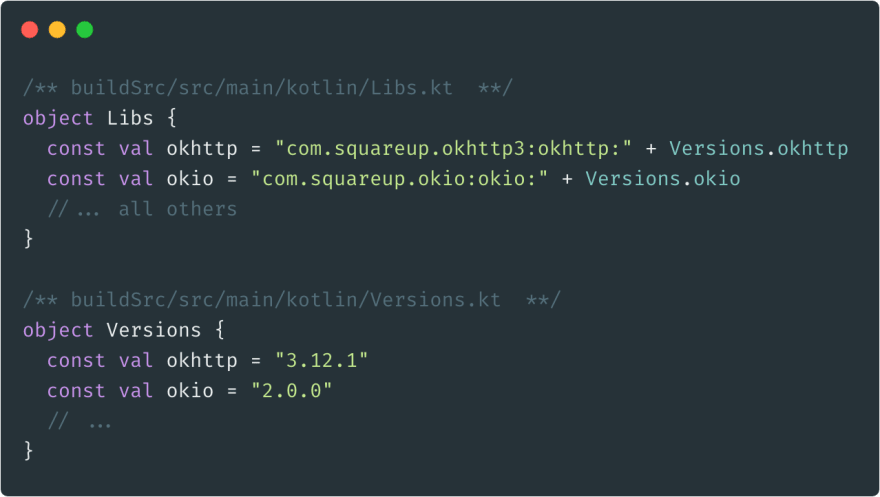 /** buildSrc/src/main/kotlin/Libs.kt  **/
object Libs {
  const val okhttp = "com.squareup.okhttp3:okhttp:" + Versions.okhttp
  const val okio = "com.squareup.okio:okio:" + Versions.okio
  //... all others
}

/** buildSrc/src/main/kotlin/Versions.kt  **/
object Versions {
  const val okhttp = "3.12.1"
  const val okio = "2.0.0"
  // ...
}